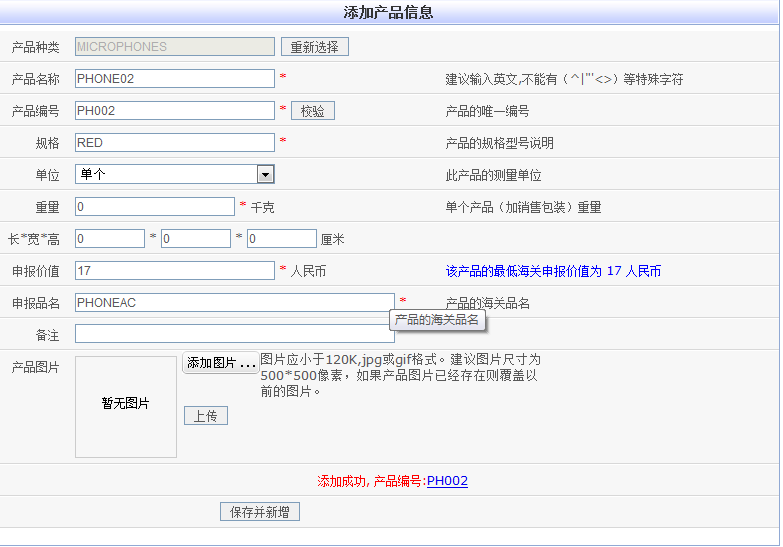 添加产品信息
产品种类 MICROPHONES 重新选择
产品名称 PHONE02 * 建议输入英文,不能有（^|"'<>）等特殊字符
产品编号 PH002 * 校验 产品的唯一编号
规格 RED * 产品的规格型号说明
单位 单个 此产品的测量单位
重量 0 * 千克 单个产品（加销售包装）重量
长*宽*高 0 * 0 * 0 厘米
申报价值 17 * 人民币 该产品的最低海关申报价值为 17 人民币
申报品名 PHONEAC * 产品的海关品名
产品的海关品名
备注
产品图片 暂无图片 添加图片 ...
图片应小于120K,jpg或gif格式。建议图片尺寸为
500*500像素，如果产品图片已经存在则覆盖以
前的图片。
上传
添加成功, 产品编号:PH002
保存并新增